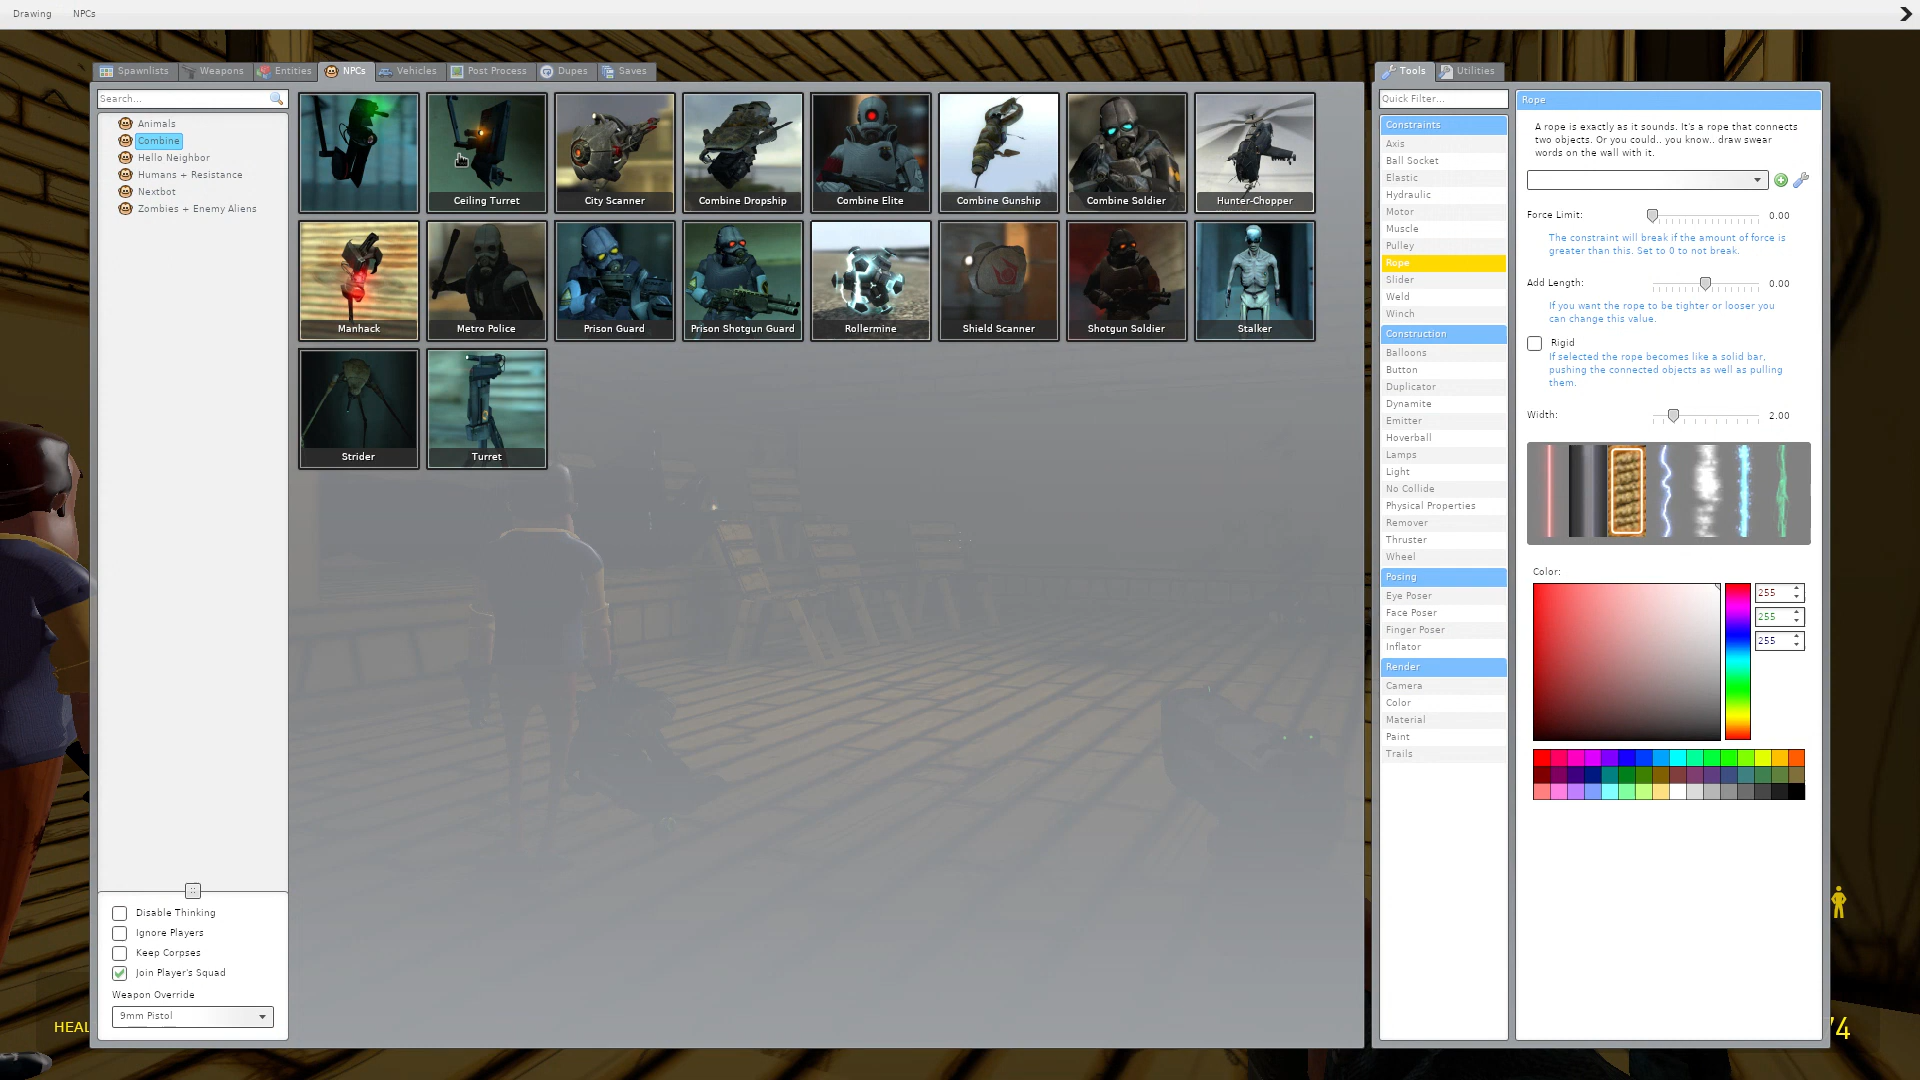 Drawing NPCs
Spawnlists Weapons Entities NPCs Vehicles Post Process Dupes Saves
Search...
Animals
Combine
Hello Neighbor
Humans + Resistance
Nextbot
Zombies + Enemy Aliens
Ceiling Turret City Scanner Combine Dropship Combine Elite Combine Gunship Combine Soldier Hunter-Chopper
Manhack Metro Police Prison Guard Prison Shotgun Guard Rollermine Shield Scanner Shotgun Soldier Stalker
Strider Turret
Disable Thinking
Ignore Players
Keep Corpses
Join Player's Squad
Weapon Override
9mm Pistol
HEAL
Tools Utilities
Quick Filter...
Constraints
Axis
Ball Socket
Elastic
Hydraulic
Motor
Muscle
Pulley
Rope
Slider
Weld
Winch
Construction
Balloons
Button
Duplicator
Dynamite
Emitter
Hoverball
Lamps
Light
No Collide
Physical Properties
Remover
Thruster
Wheel
Posing
Eye Poser
Face Poser
Finger Poser
Inflator
Render
Camera
Color
Material
Paint
Trails
Rope
A rope is exactly as it sounds. It's a rope that connects
two objects. Or you could.. you know.. draw swear
words on the wall with it.
Force Limit: 0.00
The constraint will break if the amount of force is
greater than this. Set to 0 to not break.
Add Length: 0.00
If you want the rope to be tighter or looser you
can change this value.
Rigid
If selected the rope becomes like a solid bar,
pushing the connected objects as well as pulling
them.
Width: 2.00
Color:
255
255
255
74